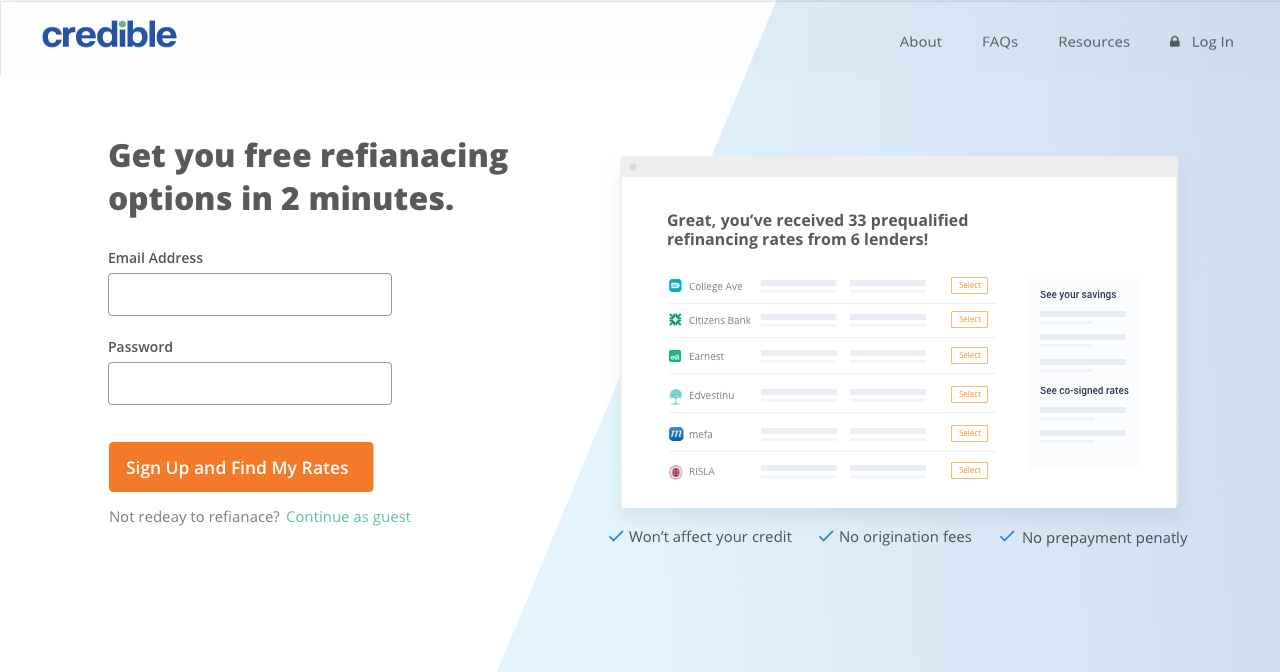 credible
About
FAQs
Resources
Log In
Get you free refianacing
options in 2 minutes.
Email Address
Password
Sign Up and Find My Rates
Not redeay to refianace? Continue as guest
Great, you’ve received 33 prequalified
refinancing rates from 6 lenders!
College Ave
Select
Citizens Bank
Select
Earnest
Select
Edvestinu
Select
m
mefa
Select
RISLA
Select
See your savings
See co-signed rates
Won’t affect your credit
No origination fees
No prepayment penatly